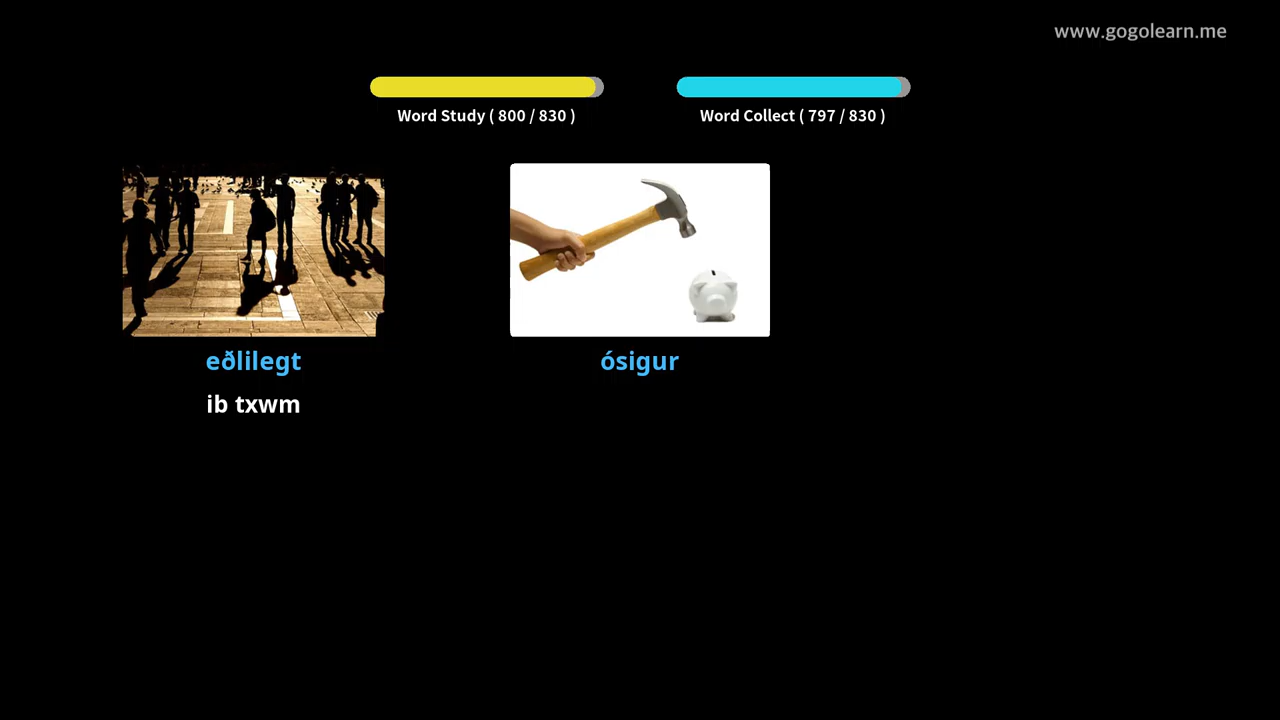 www.gogolearn.me
Word Study ( 800 / 830 )
Word Collect ( 797 / 830 )
eðlilegt
ósigur
ib txwm